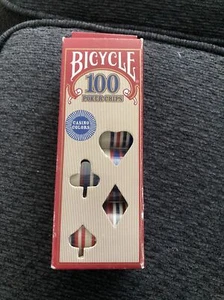 BICYCLE
100
POKER CHIPS
CASINO
COLORS